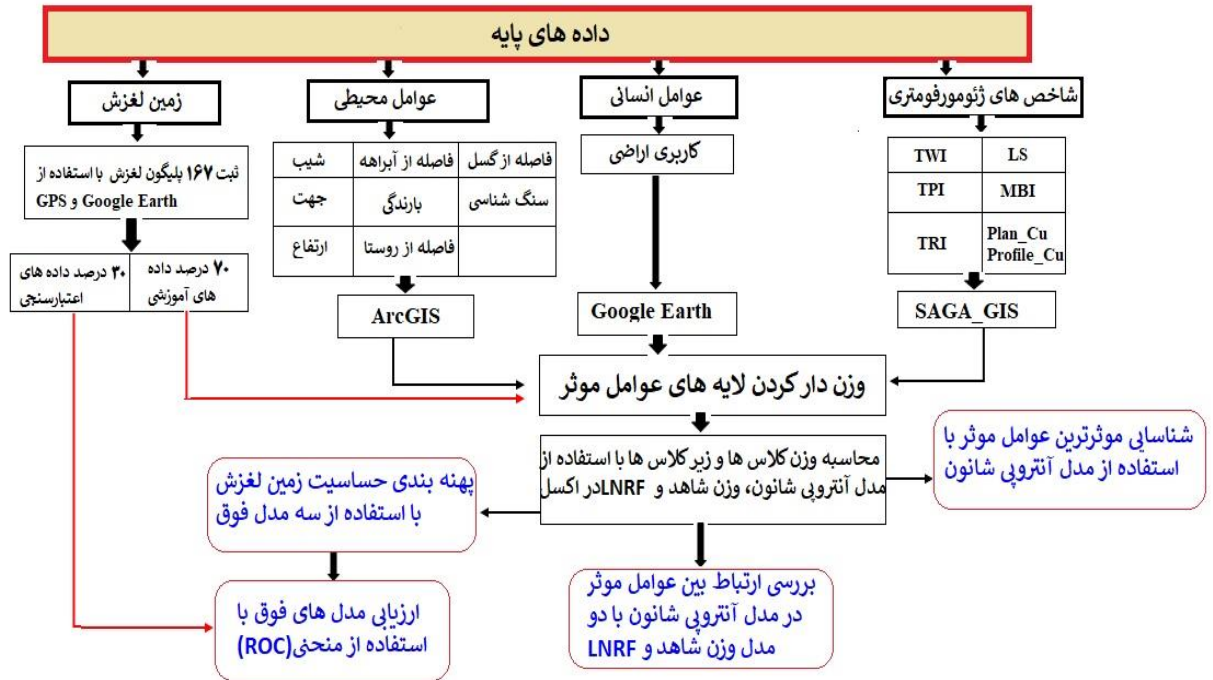 داده های پایه
زمین لغزش
عوامل محیطی
عوامل انسانی
شاخص های ژئومورفومتری
ثبت ۱۶۷ پلیگون لغزش با استفاده از
GPS و Google Earth
۷۰ درصد داده
های آموزشی
۳۰ درصد داده های
اعتبارسنجی
شیب
فاصله از آبراهه
فاصله از گسل
جهت
بارندگی
سنگ شناسی
ارتفاع
فاصله از روستا
ArcGIS
کاربری اراضی
Google Earth
TWI
LS
TPI
MBI
TRI
Plan_Cu
Profile_Cu
SAGA_GIS
وزن دار کردن لایه های عوامل موثر
محاسبه وزن کلاس ها و زیر کلاس ها با استفاده از
مدل آنتروپی شانون، وزن شاهد و LNRFدر اکسل
شناسایی موثرترین عوامل موثر با
استفاده از مدل آنتروپی شانون
پهنه بندی حساسیت زمین لغزش
با استفاده از سه مدل فوق
بررسی ارتباط بین عوامل موثر
در مدل آنتروپی شانون با دو
مدل وزن شاهد و LNRF
ارزیابی مدل های فوق با
استفاده از منحنی(ROC)